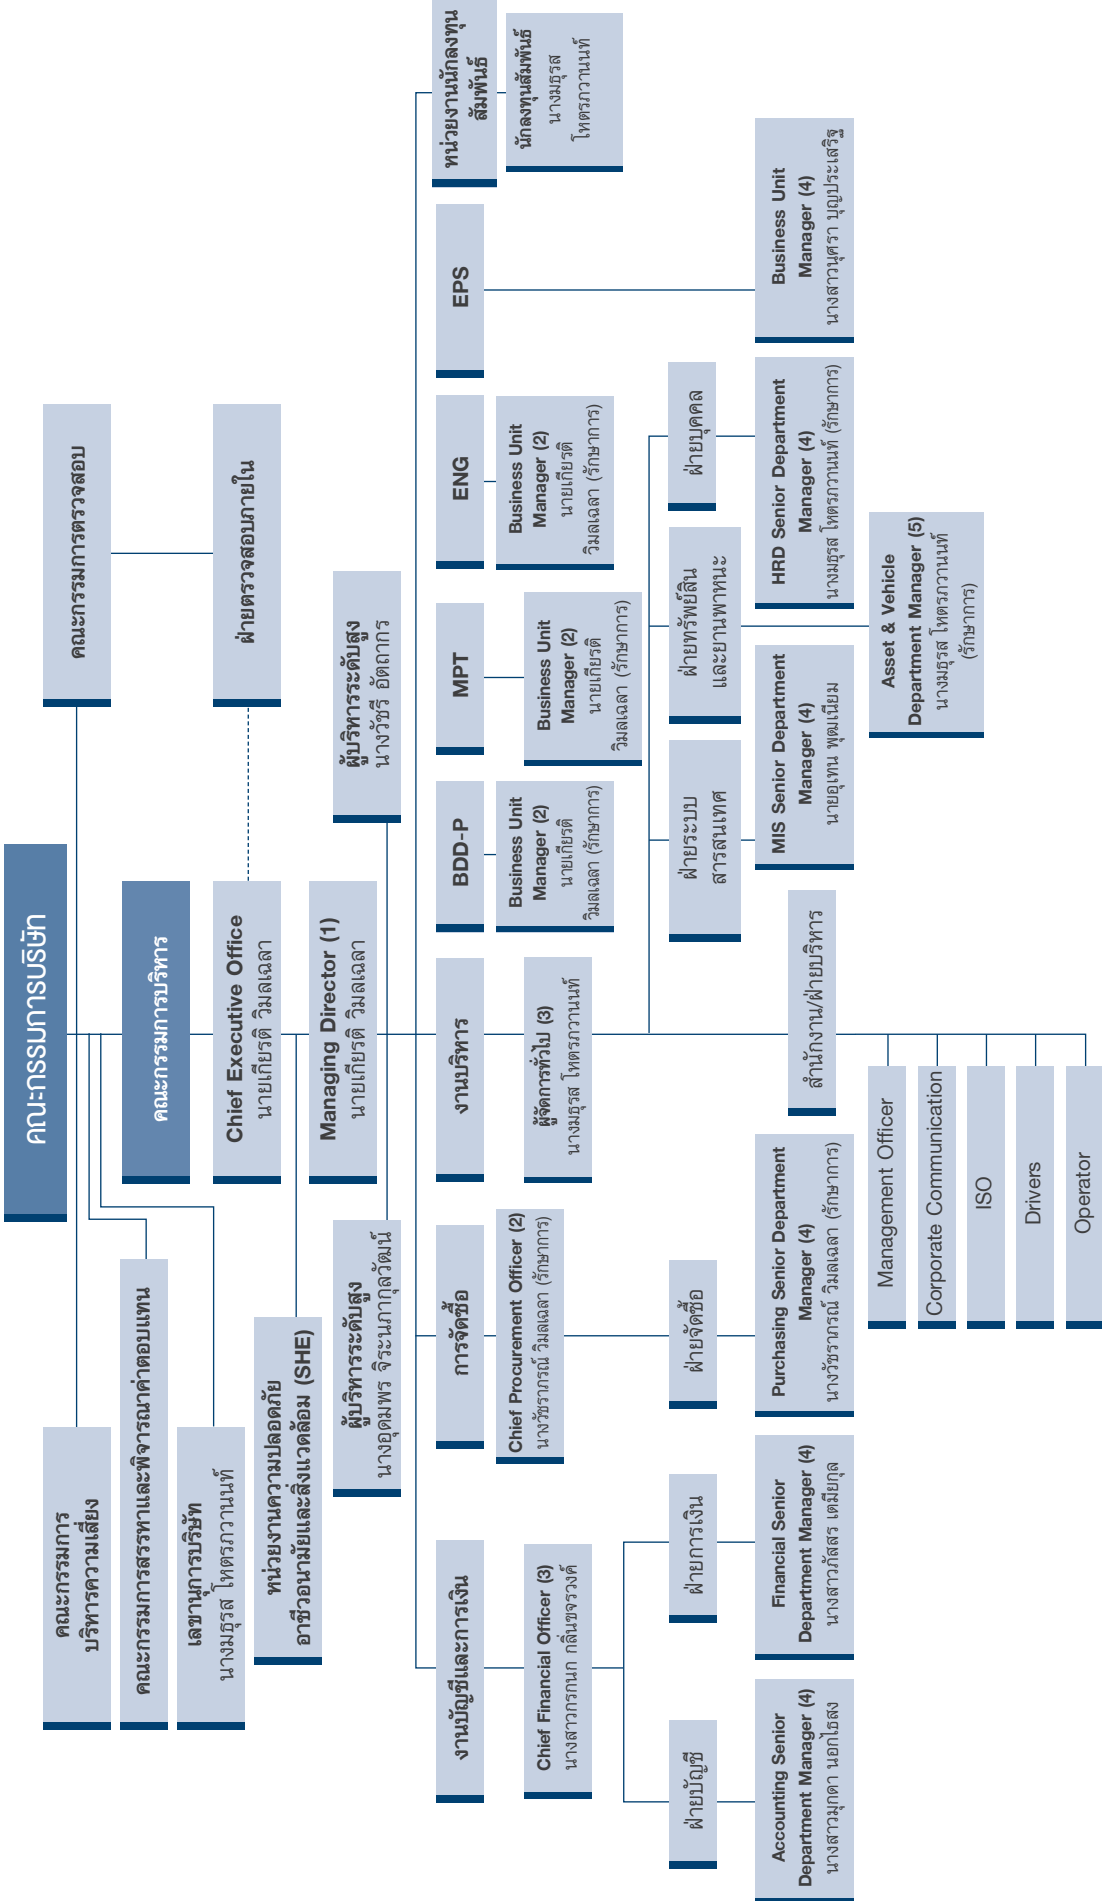 คณะกรรมการบริษัท
คณะกรรมการตรวจสอบ
คณะกรรมการ
บริหารความเสี่ยง
คณะกรรมการสรรหาและพิจารณาค่าตอบแทน
คณะกรรมการบริหาร
เลขานุการบริษัท
นางมธุรส โหตรภวานนท์
Chief Executive Office
นายเกียรติ วิมลเฉลา
ฝ่ายตรวจสอบภายใน
หน่วยงานความปลอดภัย
อาชีวอนามัยและสิ่งแวดล้อม (SHE)
Managing Director (1)
นายเกียรติ วิมลเฉลา
ผู้บริหารระดับสูง
นางอุดมพร จิระนภากุลวัฒน์
ผู้บริหารระดับสูง
นางวัชรี อัตถากร
งานบัญชีและการเงิน
การจัดซื้อ
งานบริหาร
BDD-P
MPT
ENG
EPS
หน่วยงานนักลงทุน
สัมพันธ์
Chief Financial Officer (3)
นางสาวกรกนก กลิ่นขจรวงศ์
Chief Procurement Officer (2)
นางวัชราภรณ์ วิมลเฉลา (รักษาการ)
ผู้จัดการทั่วไป (3)
นางมธุรส โหตรภวานนท์
Business Unit
Manager (2)
นายเกียรติ
วิมลเฉลา (รักษาการ)
Business Unit
Manager (2)
นายเกียรติ
วิมลเฉลา (รักษาการ)
Business Unit
Manager (2)
นายเกียรติ
วิมลเฉลา (รักษาการ)
นักลงทุนสัมพันธ์
นางมธุรส
โหตรภวานนท์
ฝ่ายบัญชี
ฝ่ายการเงิน
ฝ่ายจัดซื้อ
ฝ่ายระบบ
สารสนเทศ
ฝ่ายทรัพย์สิน
และยานพาหนะ
ฝ่ายบุคคล
Accounting Senior
Department Manager (4)
นางสาวมุกดา นอกไธสง
Financial Senior
Department Manager (4)
นางสาวภัสสร เตมียกุล
Purchasing Senior Department
Manager (4)
นางวัชราภรณ์ วิมลเฉลา (รักษาการ)
สำนักงาน/ฝ่ายบริหาร
MIS Senior Department
Manager (4)
นายอุเทน พุฒเนียม
HRD Senior Department
Manager (4)
นางมธุรส โหตรภวานนท์ (รักษาการ)
Business Unit
Manager (4)
นางสาวนุศรา บุญประเสริฐ
Asset & Vehicle
Department Manager (5)
นางมธุรส โหตรภวานนท์
(รักษาการ)
Management Officer
Corporate Communication
ISO
Drivers
Operator